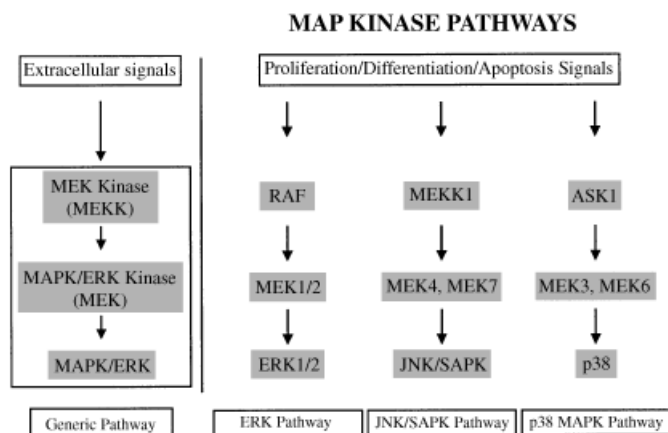 MAP KINASE PATHWAYS
Extracellular signals
Proliferation/Differentiation/Apoptosis Signals
MEK Kinase
(MEKK)
RAF
MEKK1
ASK1
MAPK/ERK Kinase
(MEK)
MEK1/2
MEK4, MEK7
MEK3, MEK6
MAPK/ERK
ERK1/2
JNK/SAPK
p38
Generic Pathway
ERK Pathway
JNK/SAPK Pathway
p38 MAPK Pathway